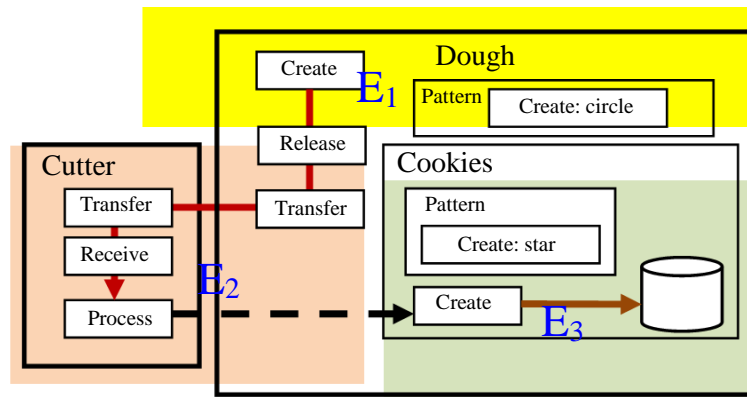 Dough
Create
E1
Pattern
Create: circle
Release
Cutter
Cookies
Transfer
Transfer
Pattern
Receive
Create: star
E2
Process
Create
E3